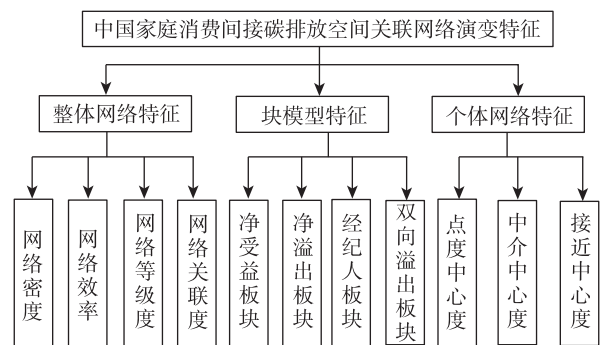 中国家庭消费间接碳排放空间关联网络演变特征
整体网络特征
块模型特征
个体网络特征
网络密度
网络效率
网络等级度
网络关联度
净受益板块
净溢出板块
经纪人板块
双向溢出板块
点度中心度
中介中心度
接近中心度